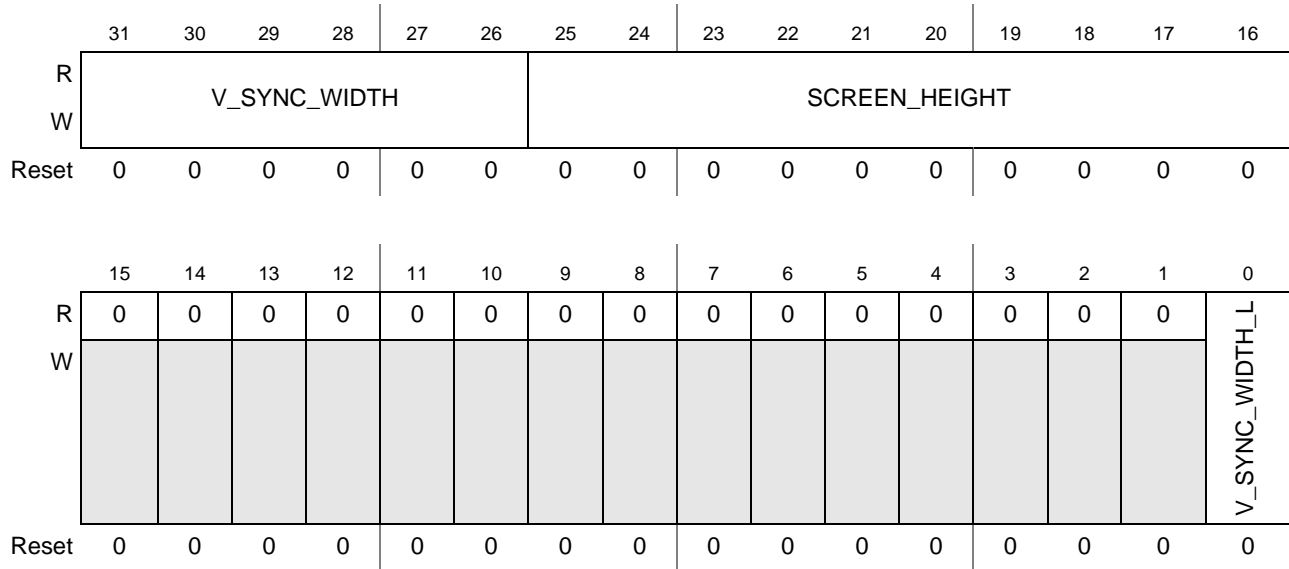 31 30 29 28 27 26 25 24 23 22 21 20 19 18 17 16
R
V_SYNC_WIDTH SCREEN_HEIGHT
W
Reset 0 0 0 0 0 0 0 0 0 0 0 0 0 0 0 0
15 14 13 12 11 10 9 8 7 6 5 4 3 2 1 0
R 0 0 0 0 0 0 0 0 0 0 0 0 0 0 0
W
V_SYNC_WIDTH_L
Reset 0 0 0 0 0 0 0 0 0 0 0 0 0 0 0 0